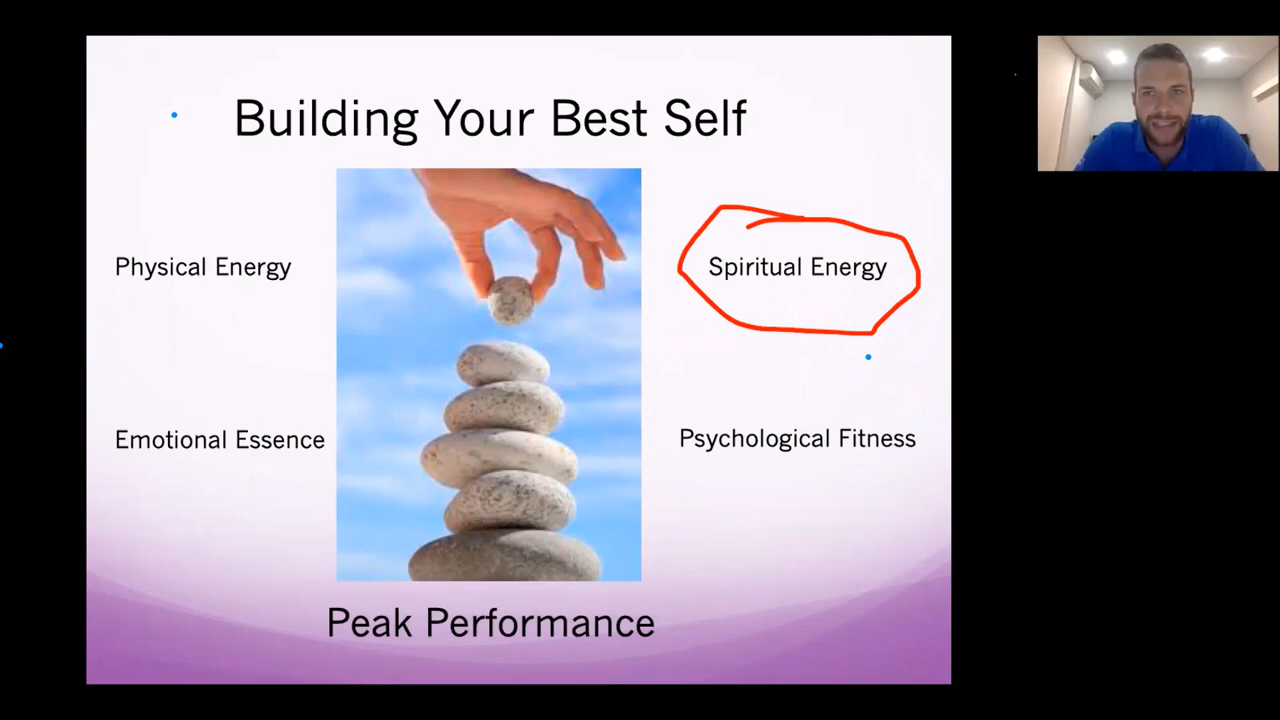 Building Your Best Self
Physical Energy
Spiritual Energy
Emotional Essence
Psychological Fitness
Peak Performance